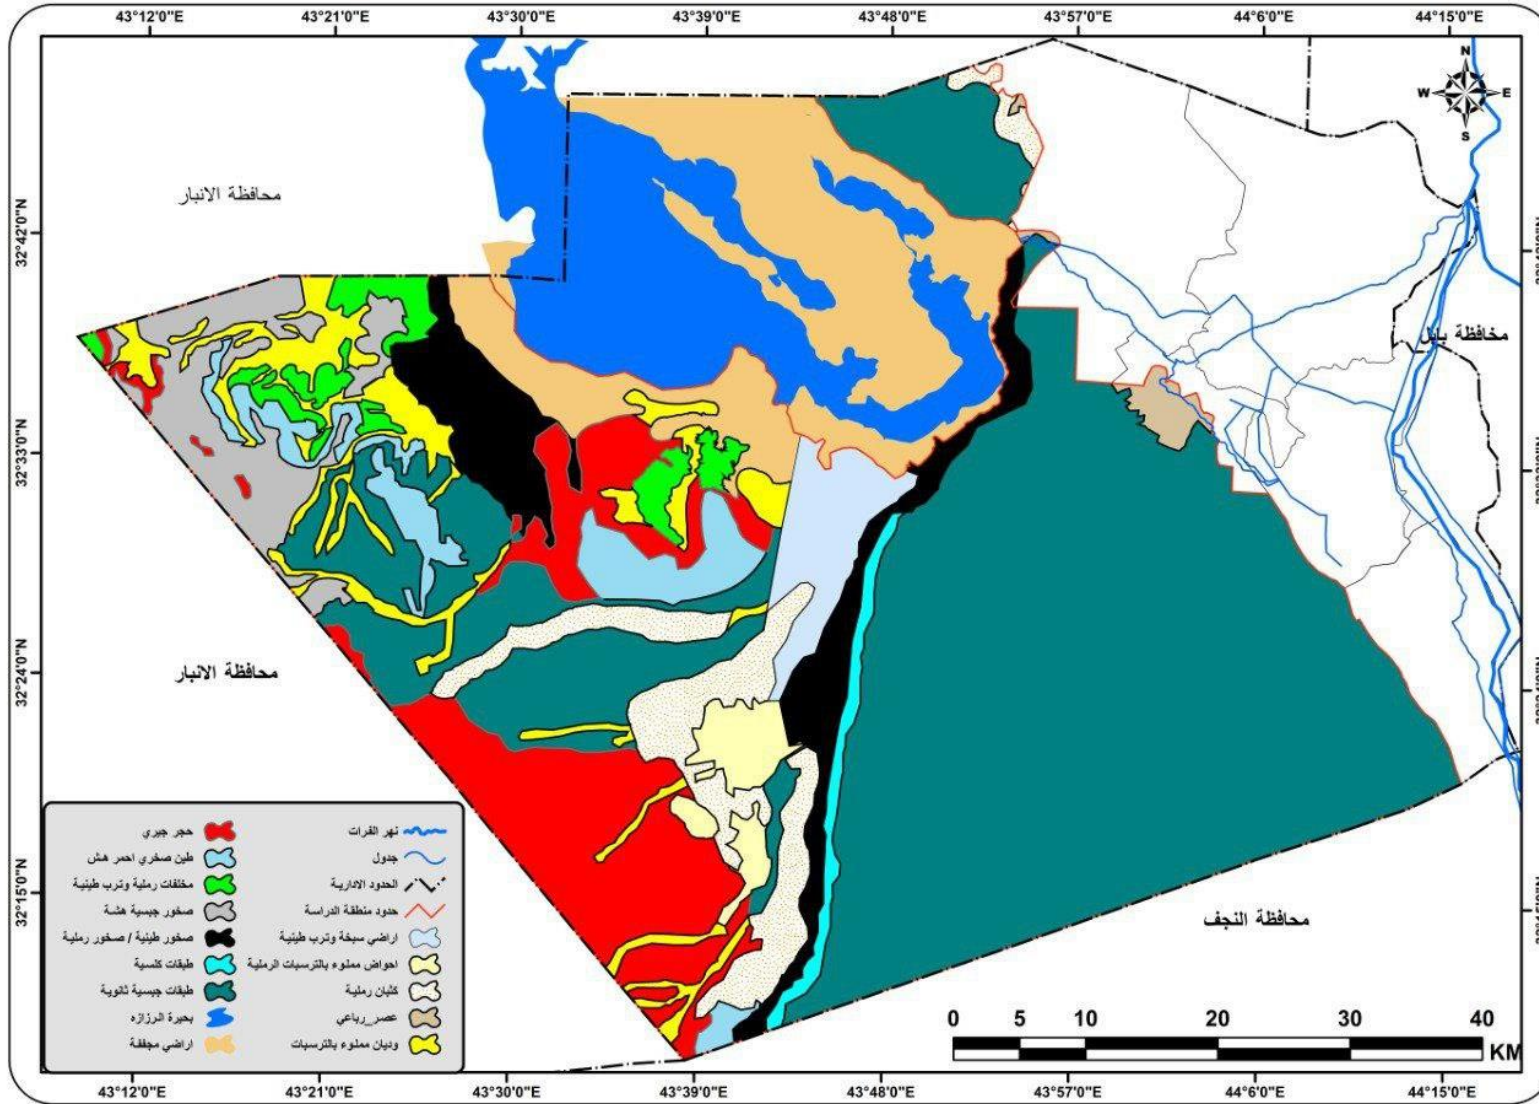 43°12'0"E 43°21'0"E 43°30'0"E 43°39'0"E 43°48'0"E 43°57'0"E 44°6'0"E 44°15'0"E
N
W E
S
محافظة الانبار
32°42'0"N
محافظة بابل
32°33'0"N
محافظة الانبار
32°24'0"N
محافظة النجف
32°15'0"N
نهر الفرات
جدول
الحدود الادارية
حدود منطقة الدراسة
اراضي سبخة وترب طينية
احواض مملوء بالترسبات الرملية
كثبان رملية
عصر_رباعي
وديان مملوء بالترسبات
حجر جيري
طين صخري احمر هش
مخلفات رملية وترب طينية
صخور جبسية هشة
صخور طينية / صخور رملية
طبقات كلسية
طبقات جبسية ثانوية
بحيرة الرزازه
اراضي مجففة
0 5 10 20 30 40
KM
43°12'0"E 43°21'0"E 43°30'0"E 43°39'0"E 43°48'0"E 43°57'0"E 44°6'0"E 44°15'0"E